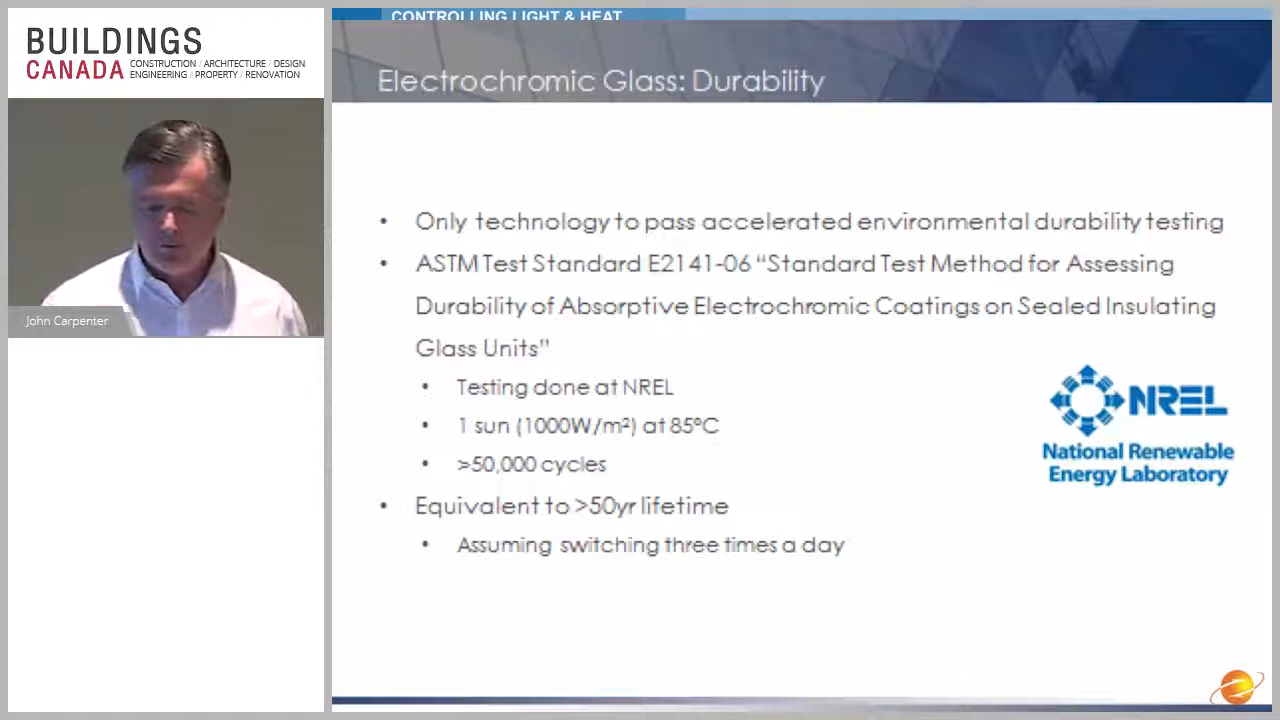 CONTROLLING LIGHT & HEAT
BUILDINGS
CANADA CONSTRUCTION / ARCHITECTURE / DESIGN
ENGINEERING / PROPERTY / RENOVATION
John Carpenter
Electrochromic Glass: Durability
• Only technology to pass accelerated environmental durability testing
• ASTM Test Standard E2141-06 “Standard Test Method for Assessing
Durability of Absorptive Electrochromic Coatings on Sealed Insulating
Glass Units”
• Testing done at NREL
• 1 sun (1000W/m²) at 85ºC
• >50,000 cycles
• Equivalent to >50yr lifetime
• Assuming switching three times a day
NREL
National Renewable
Energy Laboratory